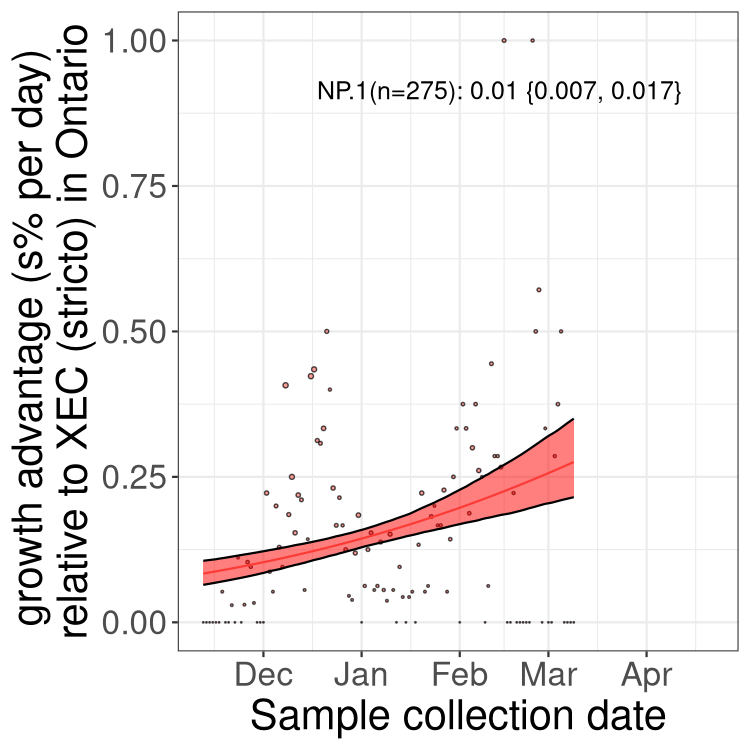 growth advantage (s% per day)
relative to XEC (stricto) in Ontario
1.00
NP.1(n=275): 0.01 {0.007, 0.017}
0.75
0.50
0.25
0.00
Dec Jan Feb Mar Apr
Sample collection date